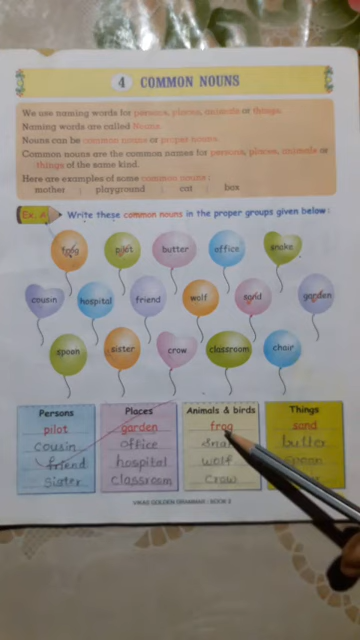 4 COMMON NOUNS
We use naming words for persons, places, animals or things.
Naming words are called Nouns.
Nouns can be common nouns or proper nouns.
Common nouns are the common names for persons, places, animals or
things of the same kind.
Here are examples of some common nouns :
mother playground cat box
Ex. A Write these common nouns in the proper groups given below :
frog pilot butter office snake
cousin hospital friend wolf sand garden
spoon sister crow classroom chair
Persons Places Animals & birds Things
pilot garden frog sand
cousin office butter
friend hospital wolf spoon
sister classroom crow
VIKAS GOLDEN GRAMMAR : BOOK 2